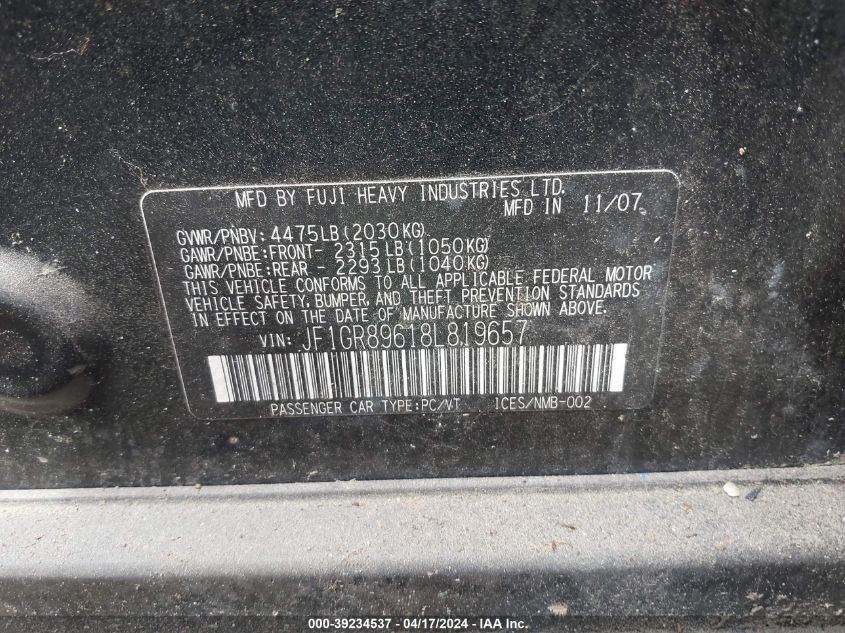 MFD BY FUJI HEAVY INDUSTRIES LTD.
MFD IN 11/07
GVWR/PNBV: 4475LB(2030KG)
GAWR/PNBE:FRONT- 2315LB(1050KG)
GAWR/PNBE:REAR - 2293LB(1040KG)
THIS VEHICLE CONFORMS TO ALL APPLICABLE FEDERAL MOTOR
VEHICLE SAFETY, BUMPER, AND THEFT PREVENTION STANDARDS
IN EFFECT ON THE DATE OF MANUFACTURE SHOWN ABOVE.
VIN: JF1GR89618L819657
PASSENGER CAR TYPE:PC/VT ICES/NMB-002
000-39234537 - 04/17/2024 - IAA Inc.